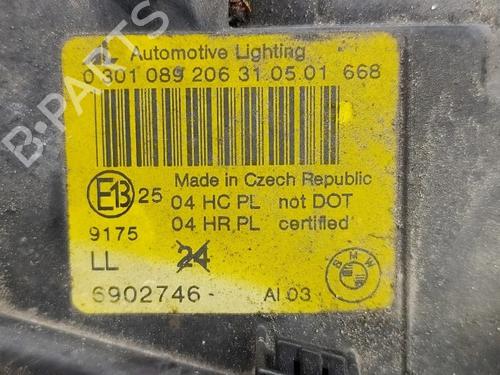 Automotive Lighting
0 301 089 206 31 05 01 668
E13 25 Made in Czech Republic
04 HC PL not DOT
9175 04 HR PL certified
LL 24
6902746- AI 03
BMW
B-PARTS